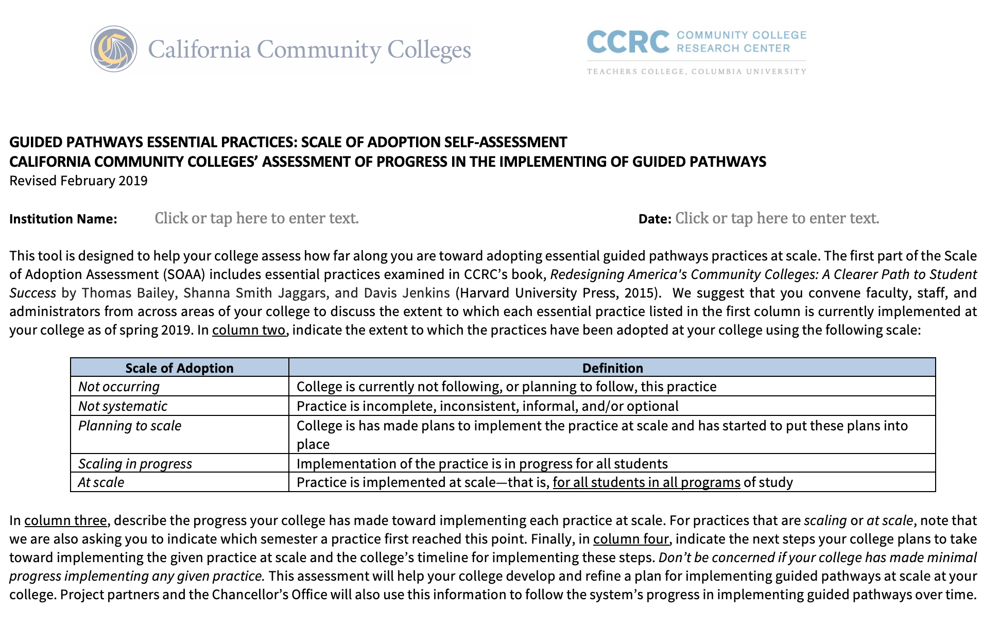 California Community Colleges
CCRC COMMUNITY COLLEGE
RESEARCH CENTER
TEACHERS COLLEGE, COLUMBIA UNIVERSITY
GUIDED PATHWAYS ESSENTIAL PRACTICES: SCALE OF ADOPTION SELF-ASSESSMENT
CALIFORNIA COMMUNITY COLLEGES’ ASSESSMENT OF PROGRESS IN THE IMPLEMENTING OF GUIDED PATHWAYS
Revised February 2019
Institution Name: Click or tap here to enter text. Date: Click or tap here to enter text.
This tool is designed to help your college assess how far along you are toward adopting essential guided pathways practices at scale. The first part of the Scale
of Adoption Assessment (SOAA) includes essential practices examined in CCRC’s book, Redesigning America's Community Colleges: A Clearer Path to Student
Success by Thomas Bailey, Shanna Smith Jaggars, and Davis Jenkins (Harvard University Press, 2015).  We suggest that you convene faculty, staff, and
administrators from across areas of your college to discuss the extent to which each essential practice listed in the first column is currently implemented at
your college as of spring 2019. In column two, indicate the extent to which the practices have been adopted at your college using the following scale:
Scale of Adoption Definition
Not occurring College is currently not following, or planning to follow, this practice
Not systematic Practice is incomplete, inconsistent, informal, and/or optional
Planning to scale College is has made plans to implement the practice at scale and has started to put these plans into
place
Scaling in progress Implementation of the practice is in progress for all students
At scale Practice is implemented at scale—that is, for all students in all programs of study
In column three, describe the progress your college has made toward implementing each practice at scale. For practices that are scaling or at scale, note that
we are also asking you to indicate which semester a practice first reached this point. Finally, in column four, indicate the next steps your college plans to take
toward implementing the given practice at scale and the college’s timeline for implementing these steps. Don’t be concerned if your college has made minimal
progress implementing any given practice. This assessment will help your college develop and refine a plan for implementing guided pathways at scale at your
college. Project partners and the Chancellor’s Office will also use this information to follow the system’s progress in implementing guided pathways over time.